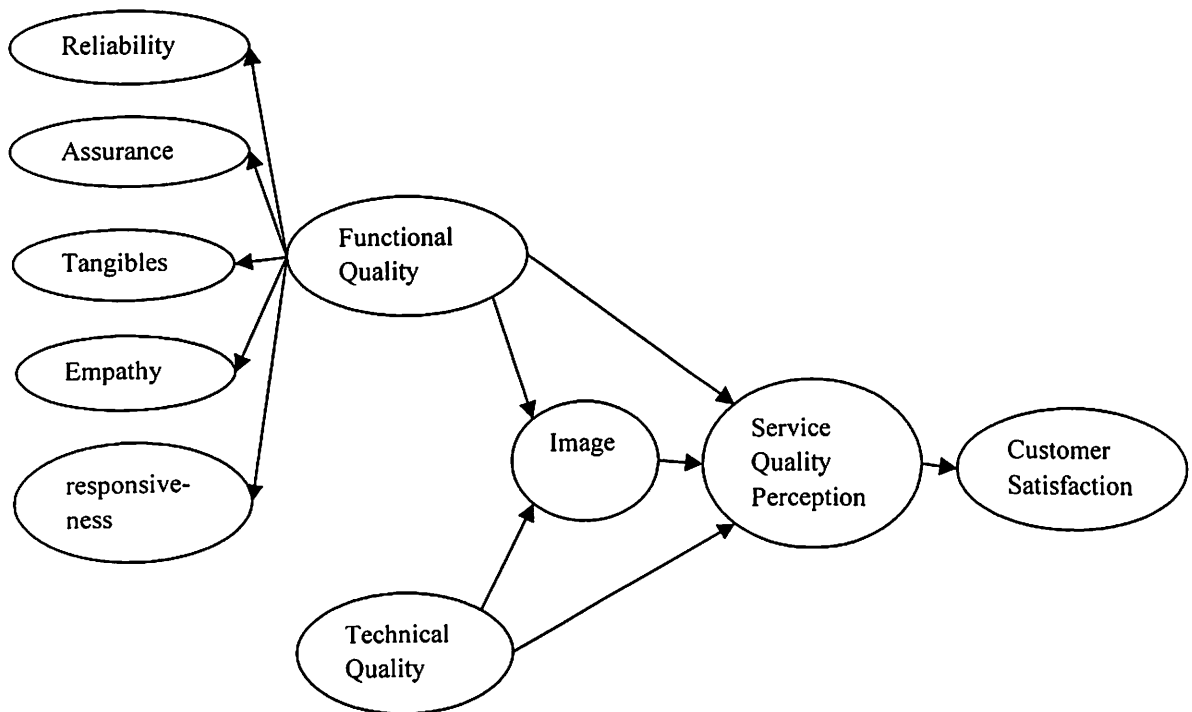 Reliability
Assurance
Tangibles
Empathy
responsive-
ness
Functional
Quality
Image
Technical
Quality
Service
Quality
Perception
Customer
Satisfaction